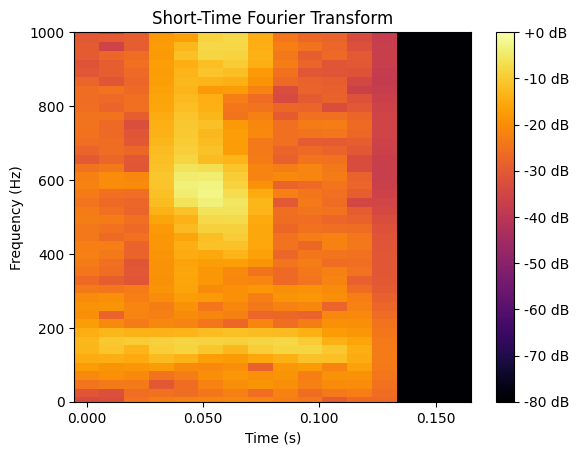 Short-Time Fourier Transform
1000
800
600
400
200
0
Frequency (Hz)
0.000
0.050
0.100
0.150
Time (s)
+0 dB
-10 dB
-20 dB
-30 dB
-40 dB
-50 dB
-60 dB
-70 dB
-80 dB